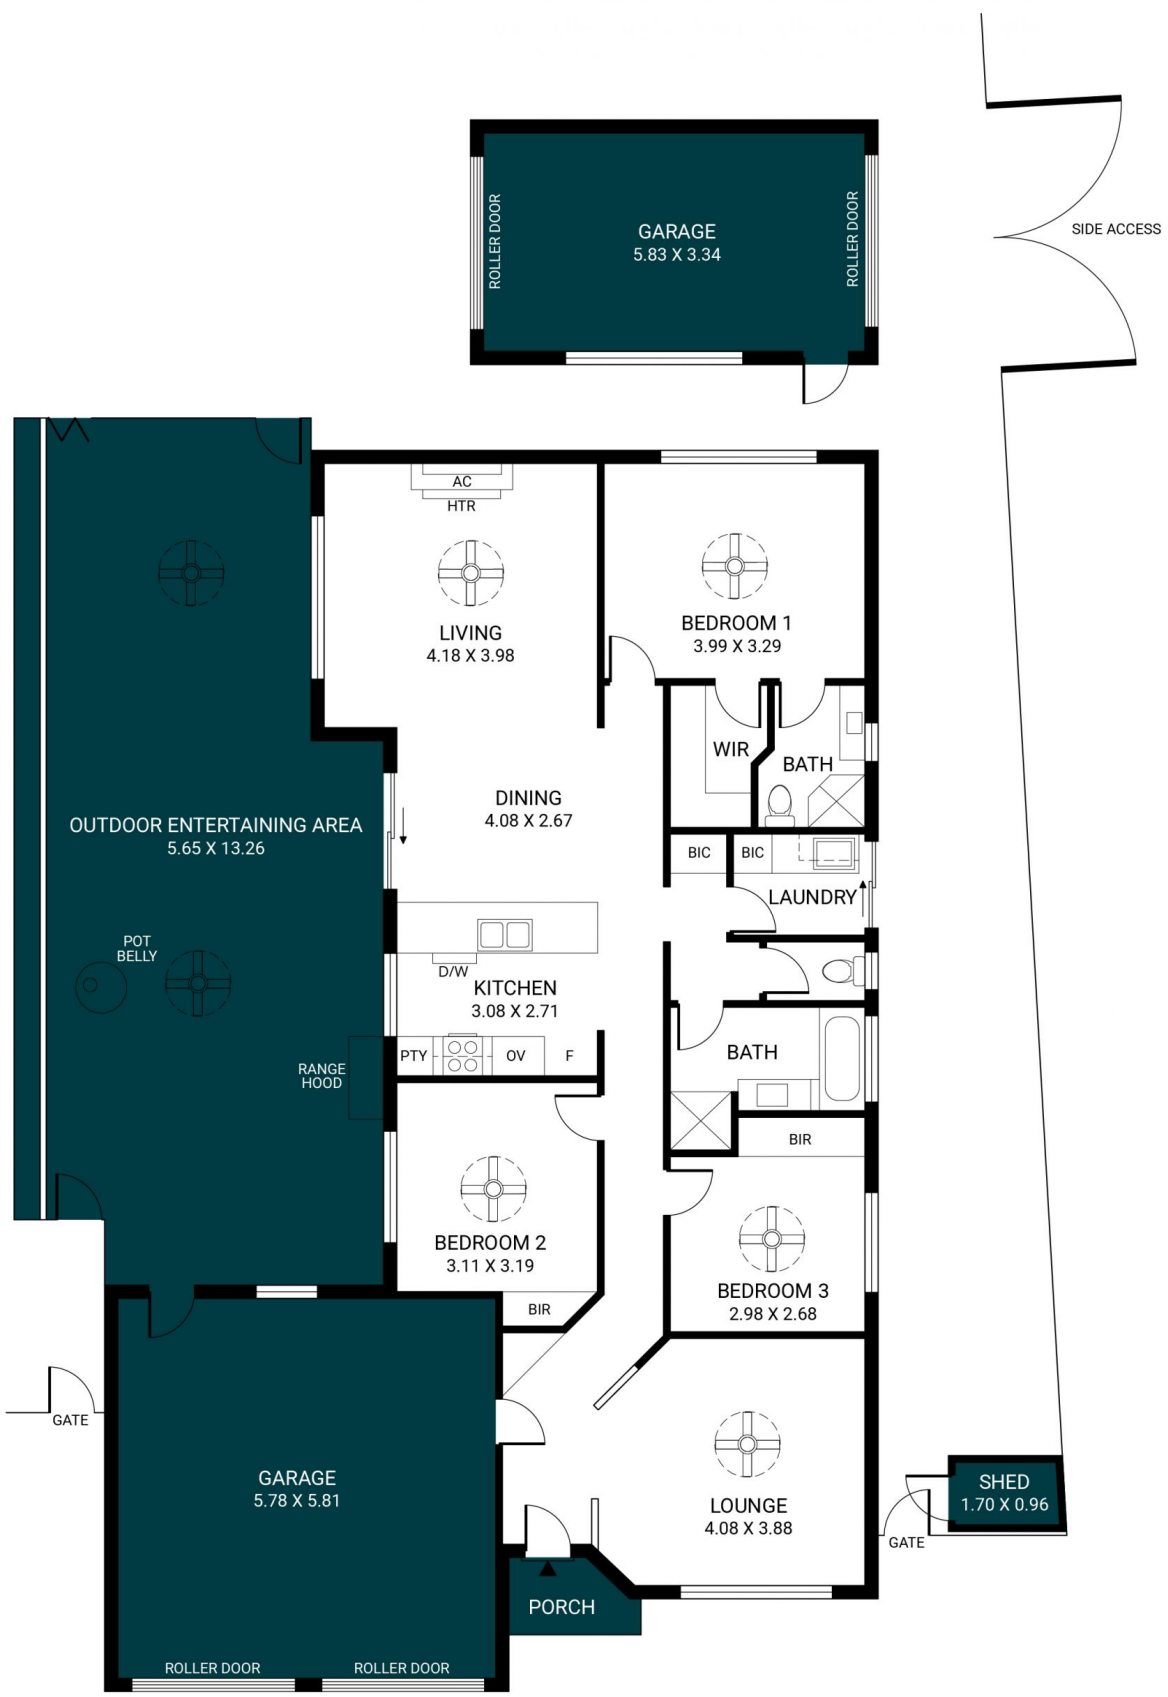 GARAGE
5.83 X 3.34
ROLLER DOOR
ROLLER DOOR
SIDE ACCESS
AC
HTR
LIVING
4.18 X 3.98
BEDROOM 1
3.99 X 3.29
WIR
BATH
DINING
4.08 X 2.67
OUTDOOR ENTERTAINING AREA
5.65 X 13.26
BIC
BIC
LAUNDRY
POT
BELLY
D/W
KITCHEN
3.08 X 2.71
PTY
OV
F
BATH
RANGE
HOOD
BIR
BEDROOM 2
3.11 X 3.19
BIR
BEDROOM 3
2.98 X 2.68
GATE
GARAGE
5.78 X 5.81
LOUNGE
4.08 X 3.88
SHED
1.70 X 0.96
GATE
PORCH
ROLLER DOOR
ROLLER DOOR